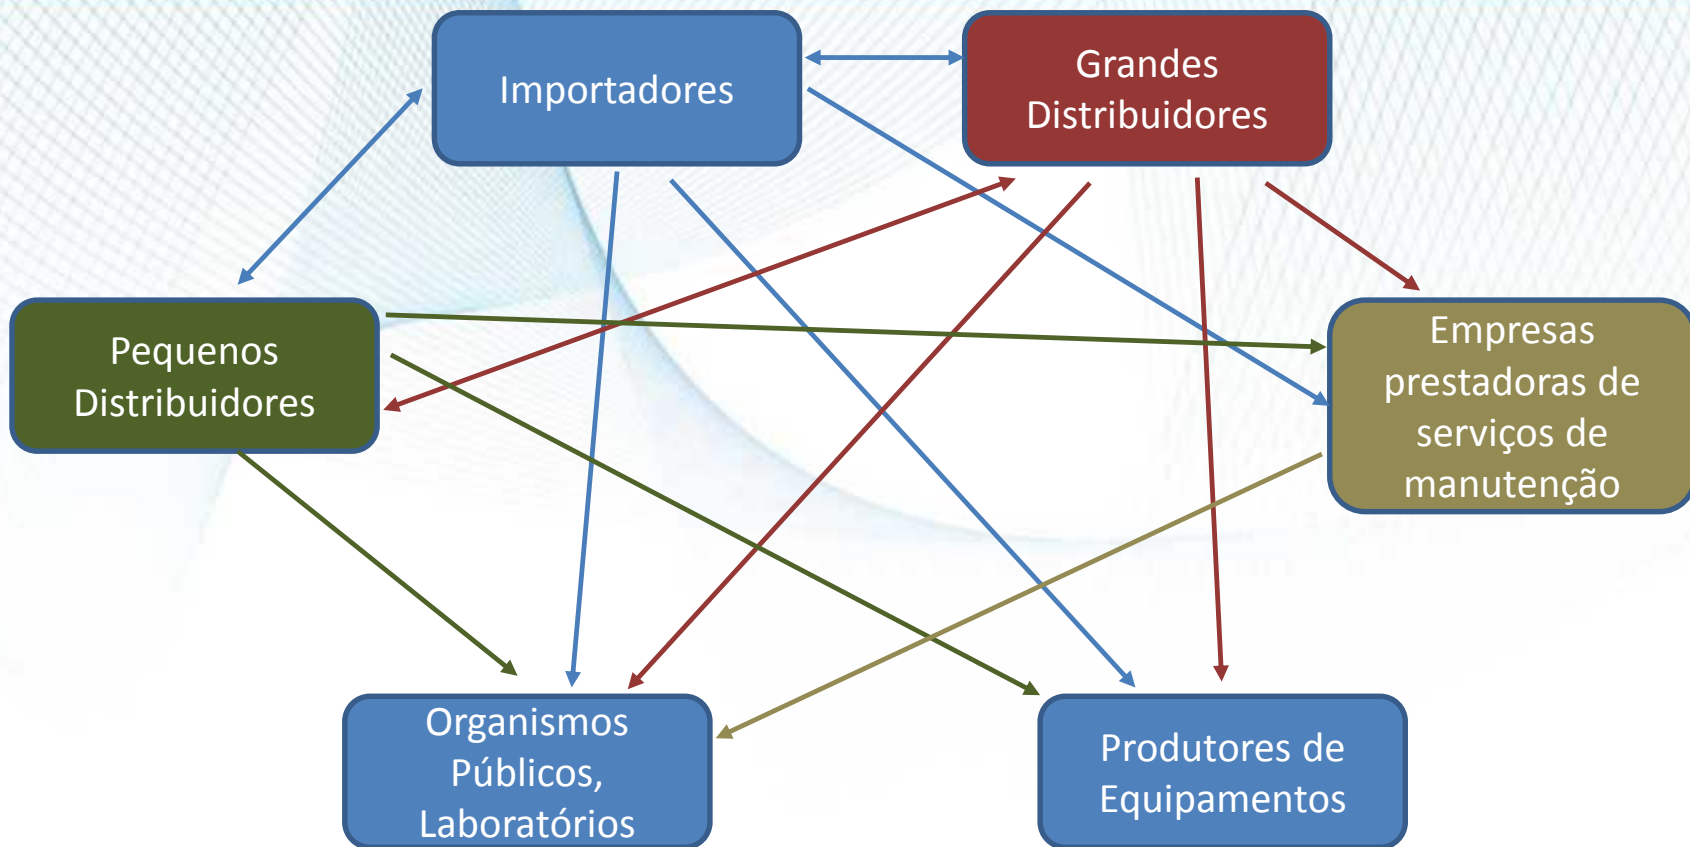 Importadores
Grandes
Distribuidores
Pequenos
Distribuidores
Empresas
prestadoras de
serviços de
manutenção
Organismos
Públicos,
Laboratórios
Produtores de
Equipamentos